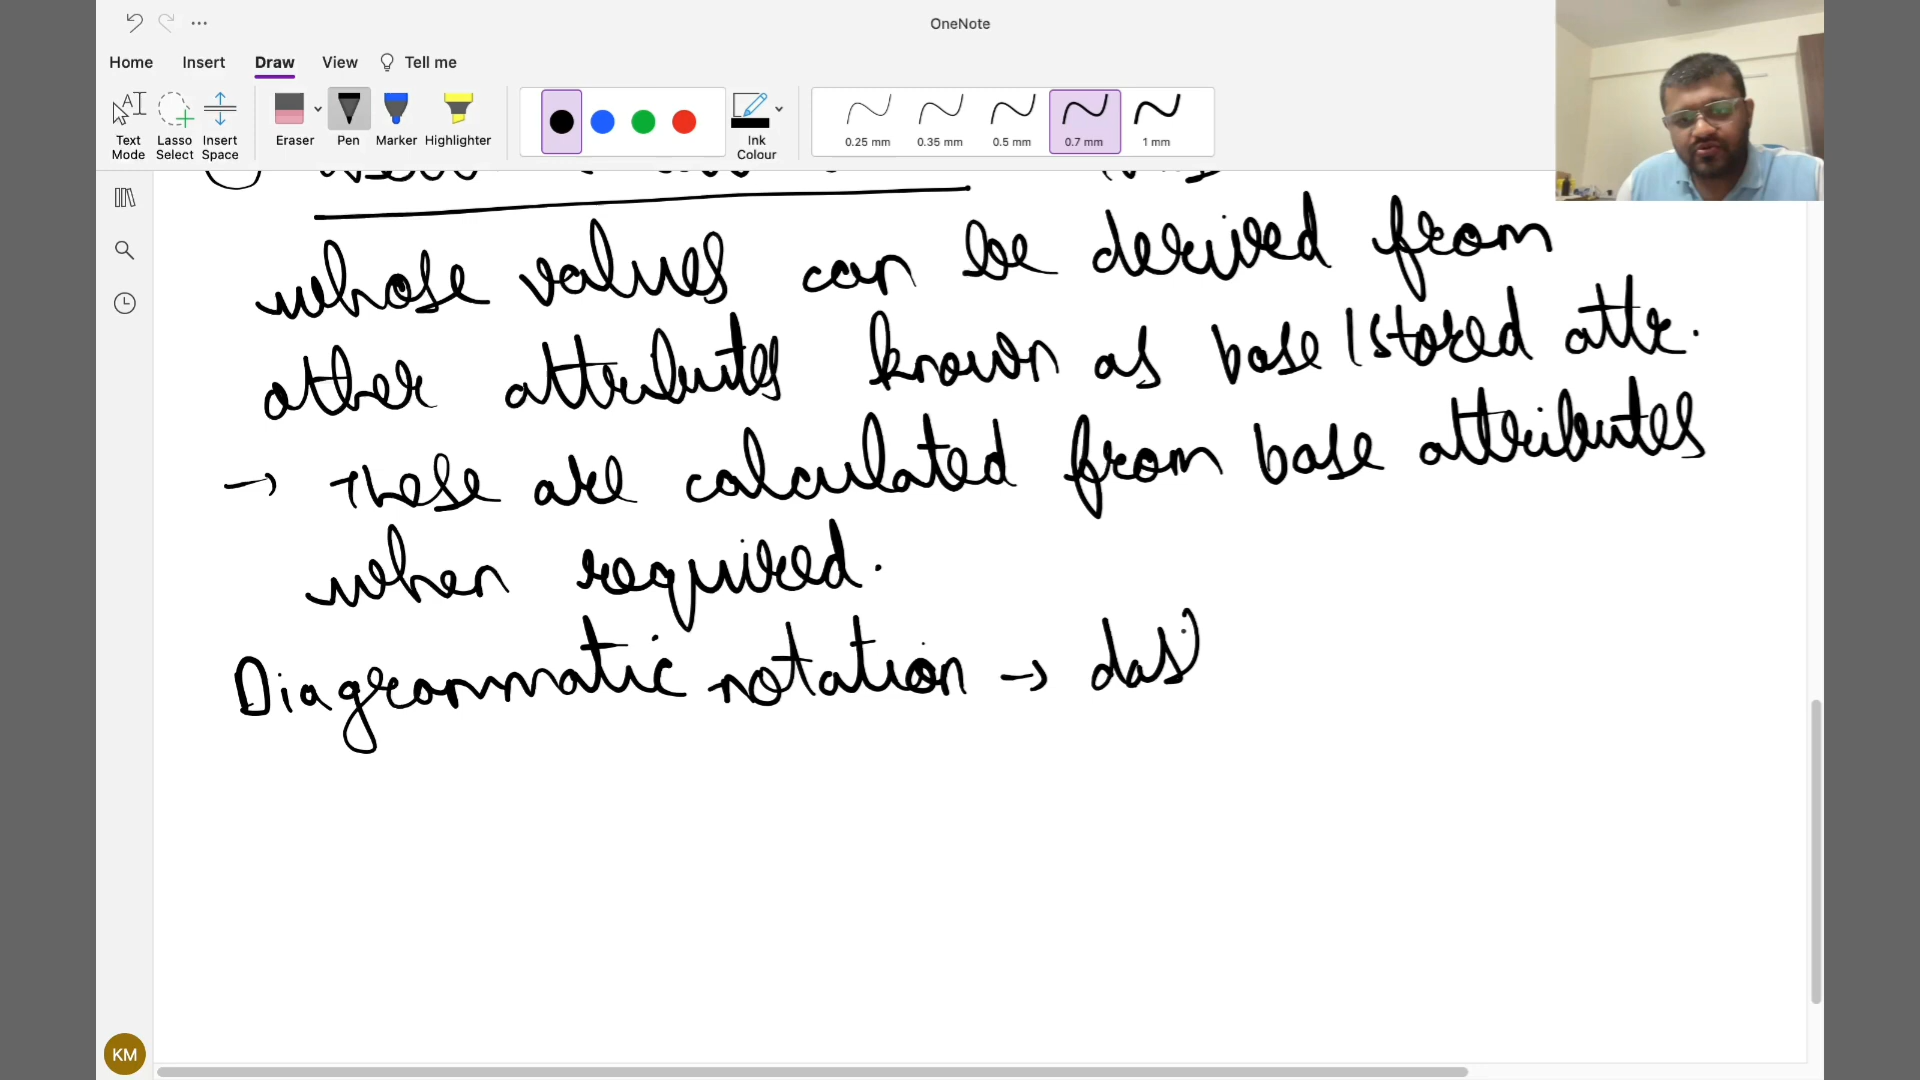 OneNote
Home Insert Draw View Tell me
Text Mode
Lasso Select
Insert Space
Eraser
Pen
Marker
Highlighter
Ink Colour
0.25 mm
0.35 mm
0.5 mm
0.7 mm
1 mm
whose values can be derived from
other attributes known as base/stored attr.
→ these are calculated from base attributes
when required.
Diagrammatic notation → das
KM